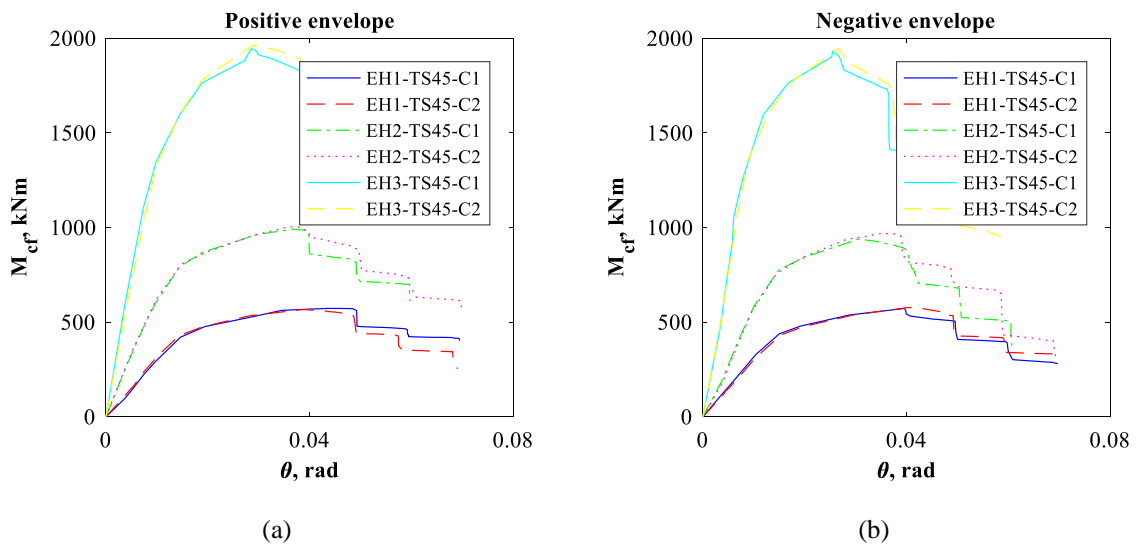 Positive envelope
2000
1500
1000
500
0
0 0.04 0.08
M_cf, kNm
θ, rad
EH1-TS45-C1
EH1-TS45-C2
EH2-TS45-C1
EH2-TS45-C2
EH3-TS45-C1
EH3-TS45-C2
(a)
Negative envelope
2000
1500
1000
500
0
0 0.04 0.08
M_cf, kNm
θ, rad
EH1-TS45-C1
EH1-TS45-C2
EH2-TS45-C1
EH2-TS45-C2
EH3-TS45-C1
EH3-TS45-C2
(b)